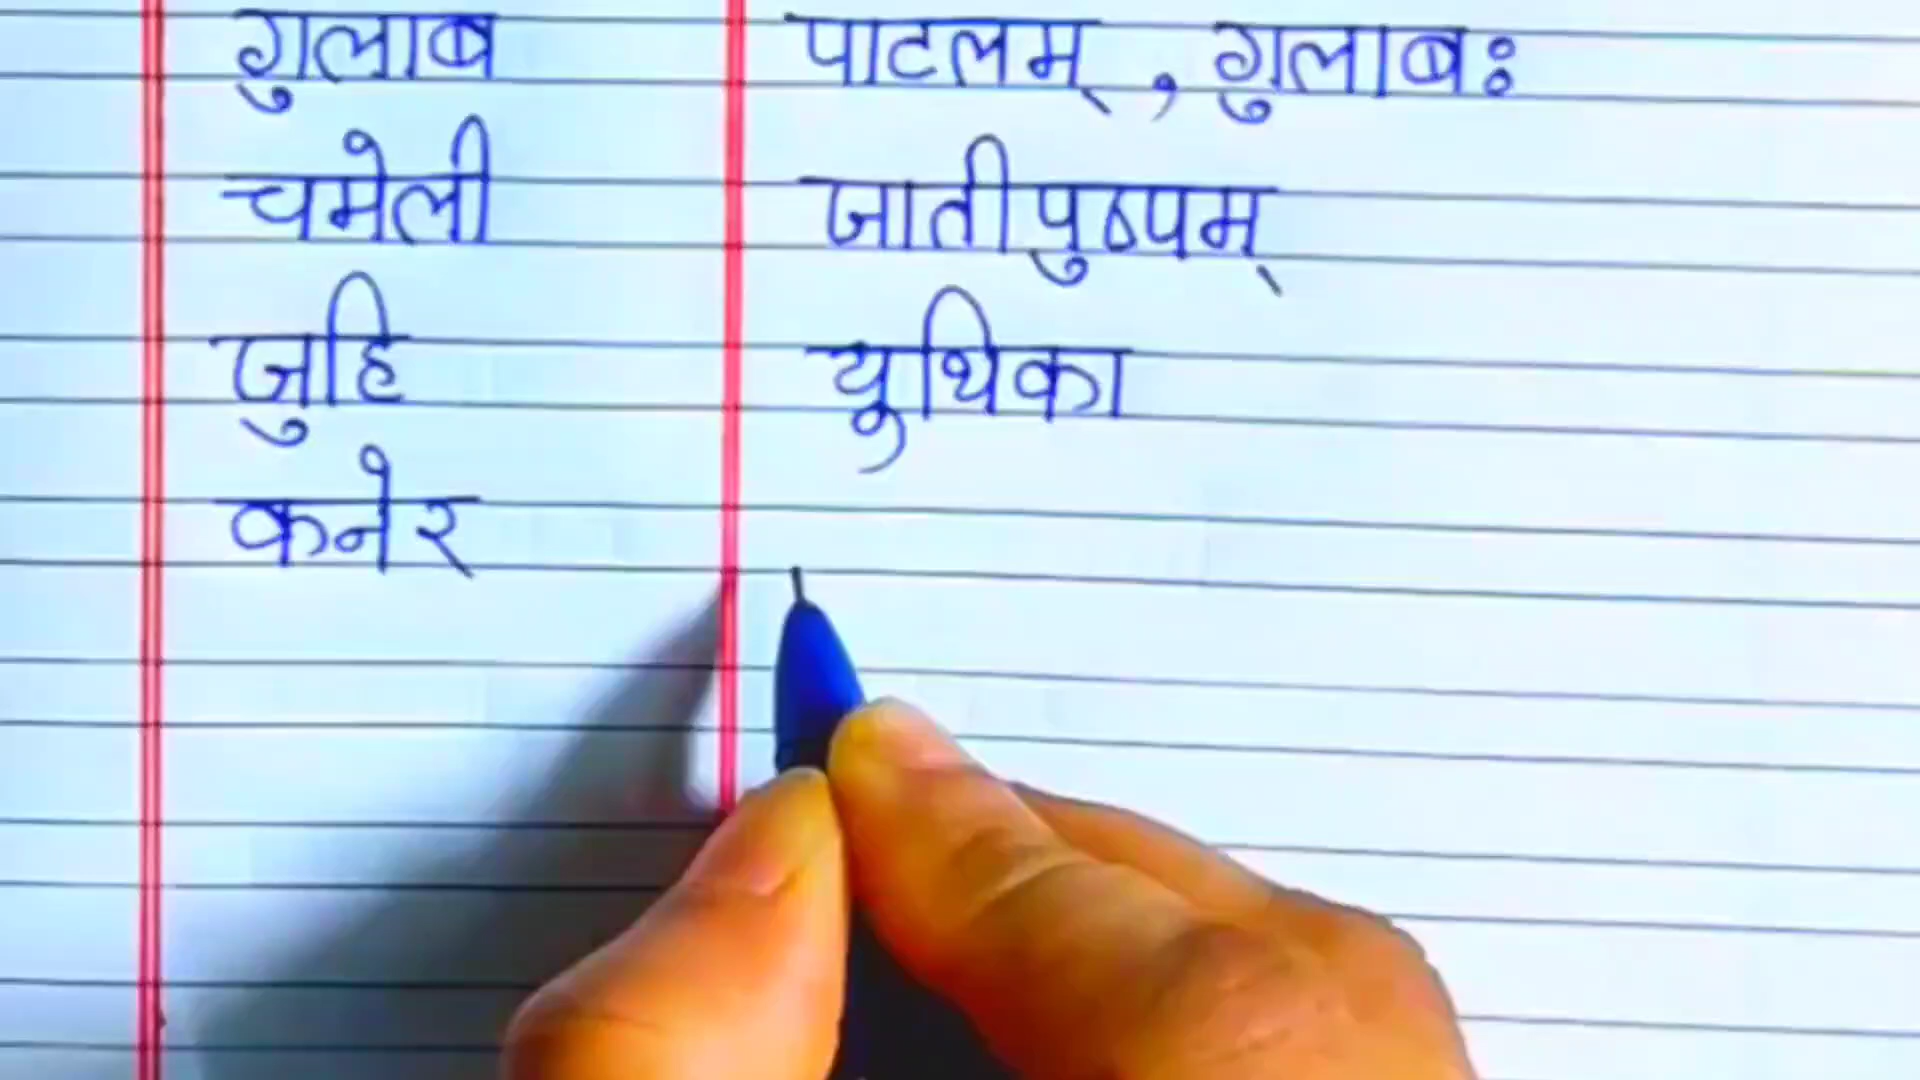 गुलाब पाटलम्, गुलाबः
चमेली जातीपुष्पम्
जुहि यूथिका
कनेर